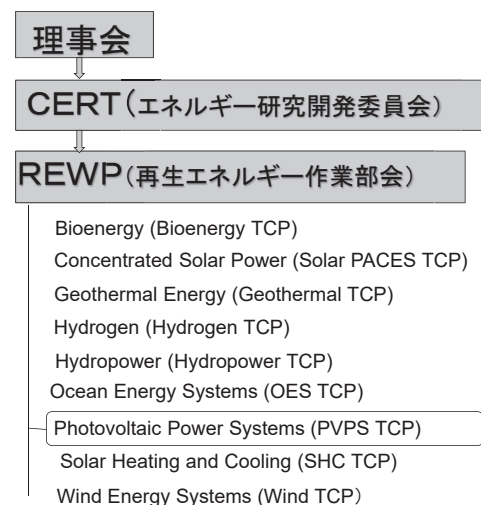 理事会
CERT(エネルギー研究開発委員会)
REWP(再生エネルギー作業部会)
Bioenergy (Bioenergy TCP)
Concentrated Solar Power (Solar PACES TCP)
Geothermal Energy (Geothermal TCP)
Hydrogen (Hydrogen TCP)
Hydropower (Hydropower TCP)
Ocean Energy Systems (OES TCP)
Photovoltaic Power Systems (PVPS TCP)
Solar Heating and Cooling (SHC TCP)
Wind Energy Systems (Wind TCP）